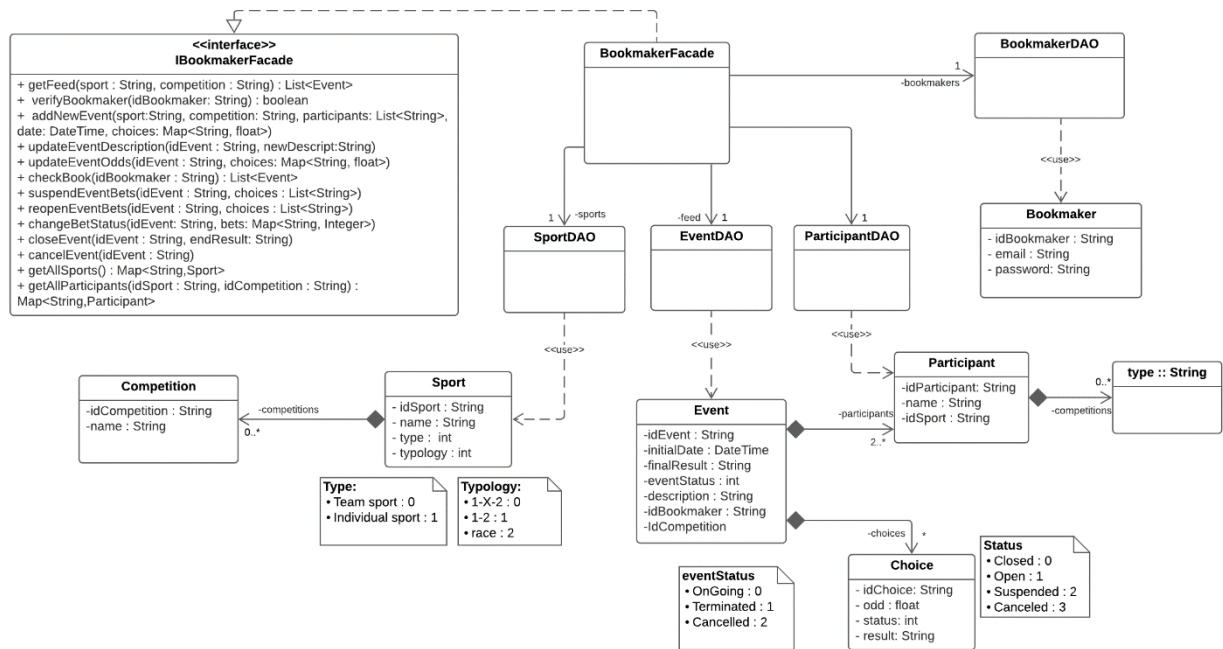 <<interface>>
IBookmakerFacade
+ getFeed(sport : String, competition : String) : List<Event>
+ verifyBookmaker(idBookmaker: String) : boolean
+ addNewEvent(sport:String, competition: String, participants: List<String>,
date: DateTime, choices: Map<String, float>)
+ updateEventDescription(idEvent : String, newDescript:String)
+ updateEventOdds(idEvent : String, choices: Map<String, float>)
+ checkBook(idBookmaker : String) : List<Event>
+ suspendEventBets(idEvent : String, choices : List<String>)
+ reopenEventBets(idEvent : String, choices : List<String>)
+ changeBetStatus(idEvent: String, bets: Map<String, Integer>)
+ closeEvent(idEvent : String, endResult: String)
+ cancelEvent(idEvent : String)
+ getAllSports() : Map<String,Sport>
+ getAllParticipants(idSport : String, idCompetition : String) :
Map<String,Participant>
BookmakerFacade
1
-bookmakers
BookmakerDAO
<<use>>
Bookmaker
- idBookmaker : String
- email : String
- password: String
1
-sports
SportDAO
-feed
1
EventDAO
1
ParticipantDAO
<<use>>
<<use>>
<<use>>
Competition
-idCompetition : String
-name : String
-competitions
0..*
Sport
- idSport : String
- name : String
- type : int
- typology : int
Type:
• Team sport : 0
• Individual sport : 1
Typology:
• 1-X-2 : 0
• 1-2 : 1
• race : 2
Event
-idEvent : String
-initialDate : DateTime
-finalResult : String
-eventStatus : int
-description : String
-idBookmaker : String
-IdCompetition
-participants
2..*
Participant
-idParticipant: String
-name : String
-idSport : String
0..*
-competitions
type :: String
-choices
*
Choice
- idChoice: String
- odd : float
- status: int
- result: String
eventStatus
• OnGoing : 0
• Terminated : 1
• Cancelled : 2
Status
• Closed : 0
• Open : 1
• Suspended : 2
• Canceled : 3